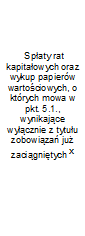 Spłaty rat
kapitałowych oraz
wykup papierów
wartościowych, o
których mowa w
pkt. 5.1.,
wynikające
wyłącznie z tytułu
zobowiązań już
zaciągniętych x